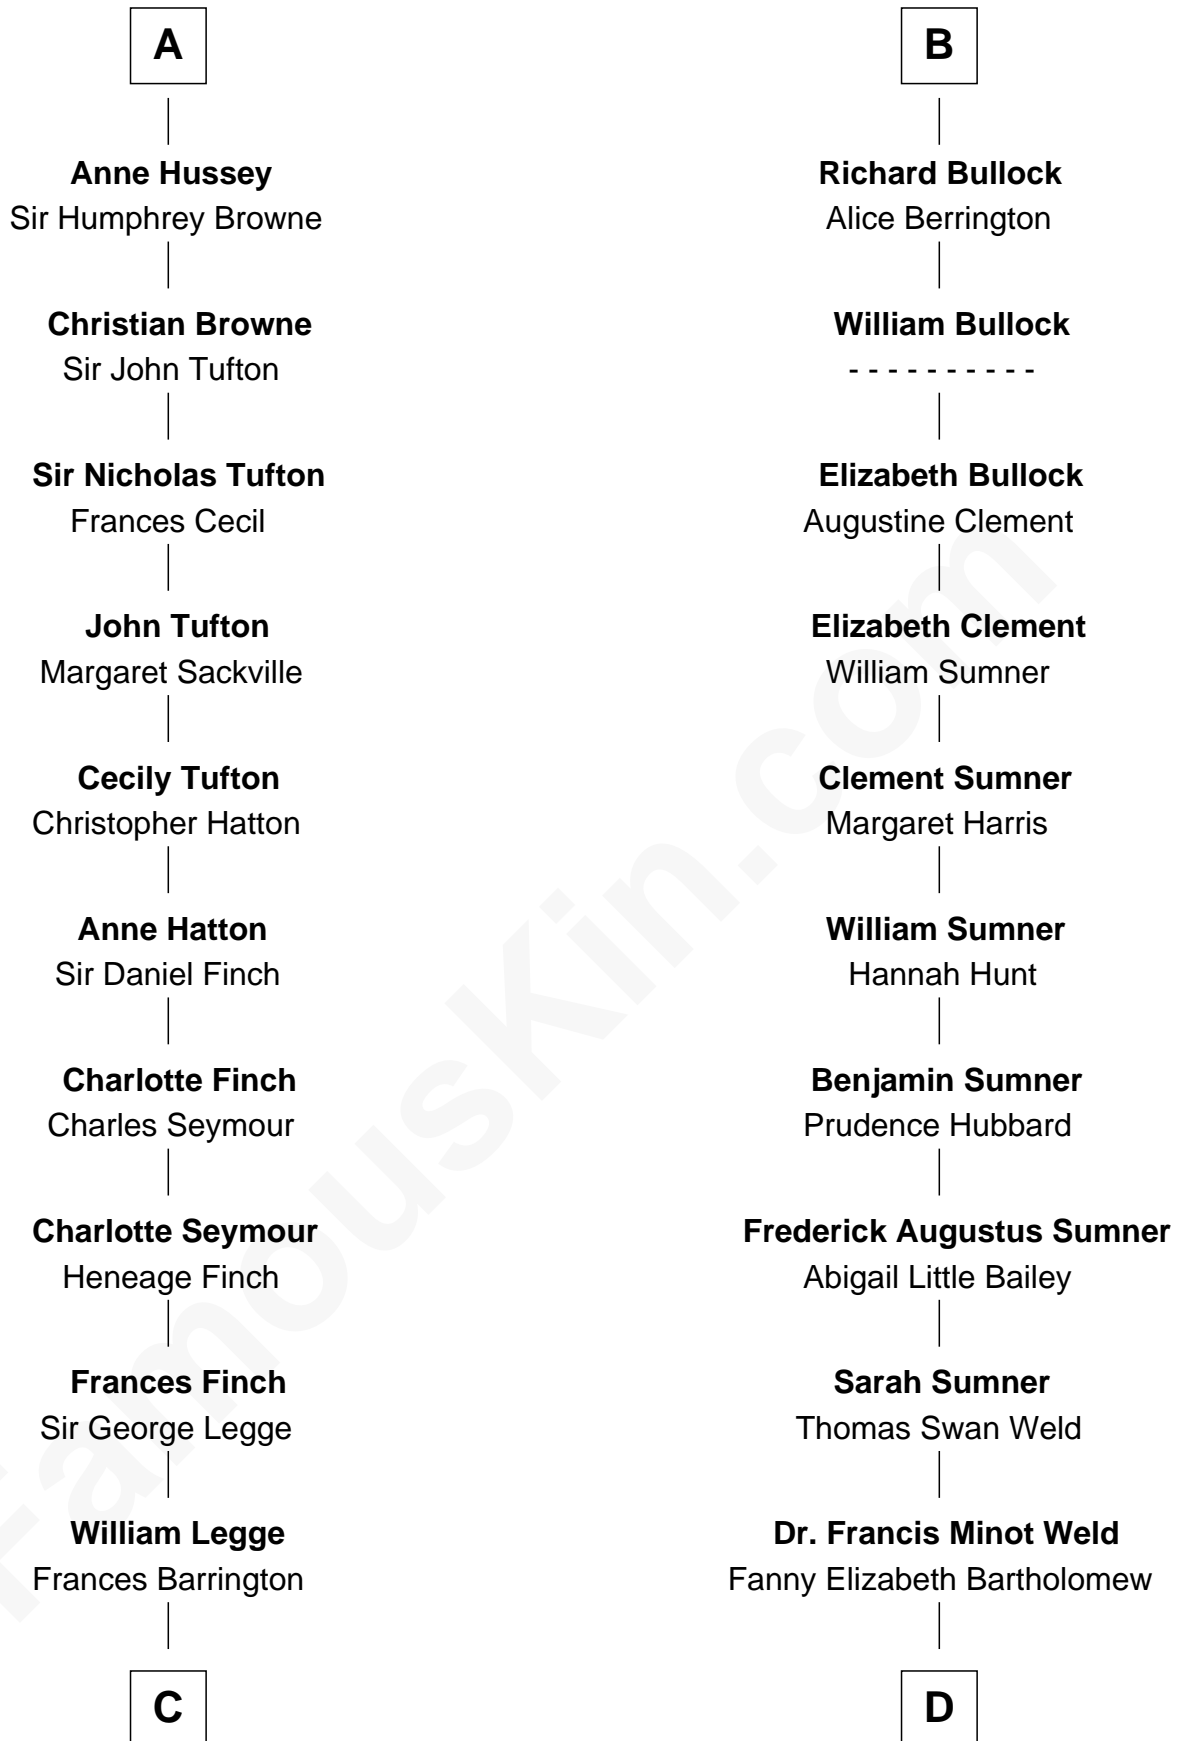 A
Anne Hussey
Sir Humphrey Browne
Christian Browne
Sir John Tufton
Sir Nicholas Tufton
Frances Cecil
John Tufton
Margaret Sackville
Cecily Tufton
Christopher Hatton
Anne Hatton
Sir Daniel Finch
Charlotte Finch
Charles Seymour
Charlotte Seymour
Heneage Finch
Frances Finch
Sir George Legge
William Legge
Frances Barrington
C
B
Richard Bullock
Alice Berrington
William Bullock
- - - - - - - - - -
Elizabeth Bullock
Augustine Clement
Elizabeth Clement
William Sumner
Clement Sumner
Margaret Harris
William Sumner
Hannah Hunt
Benjamin Sumner
Prudence Hubbard
Frederick Augustus Sumner
Abigail Little Bailey
Sarah Sumner
Thomas Swan Weld
Dr. Francis Minot Weld
Fanny Elizabeth Bartholomew
D
FamousKin.com